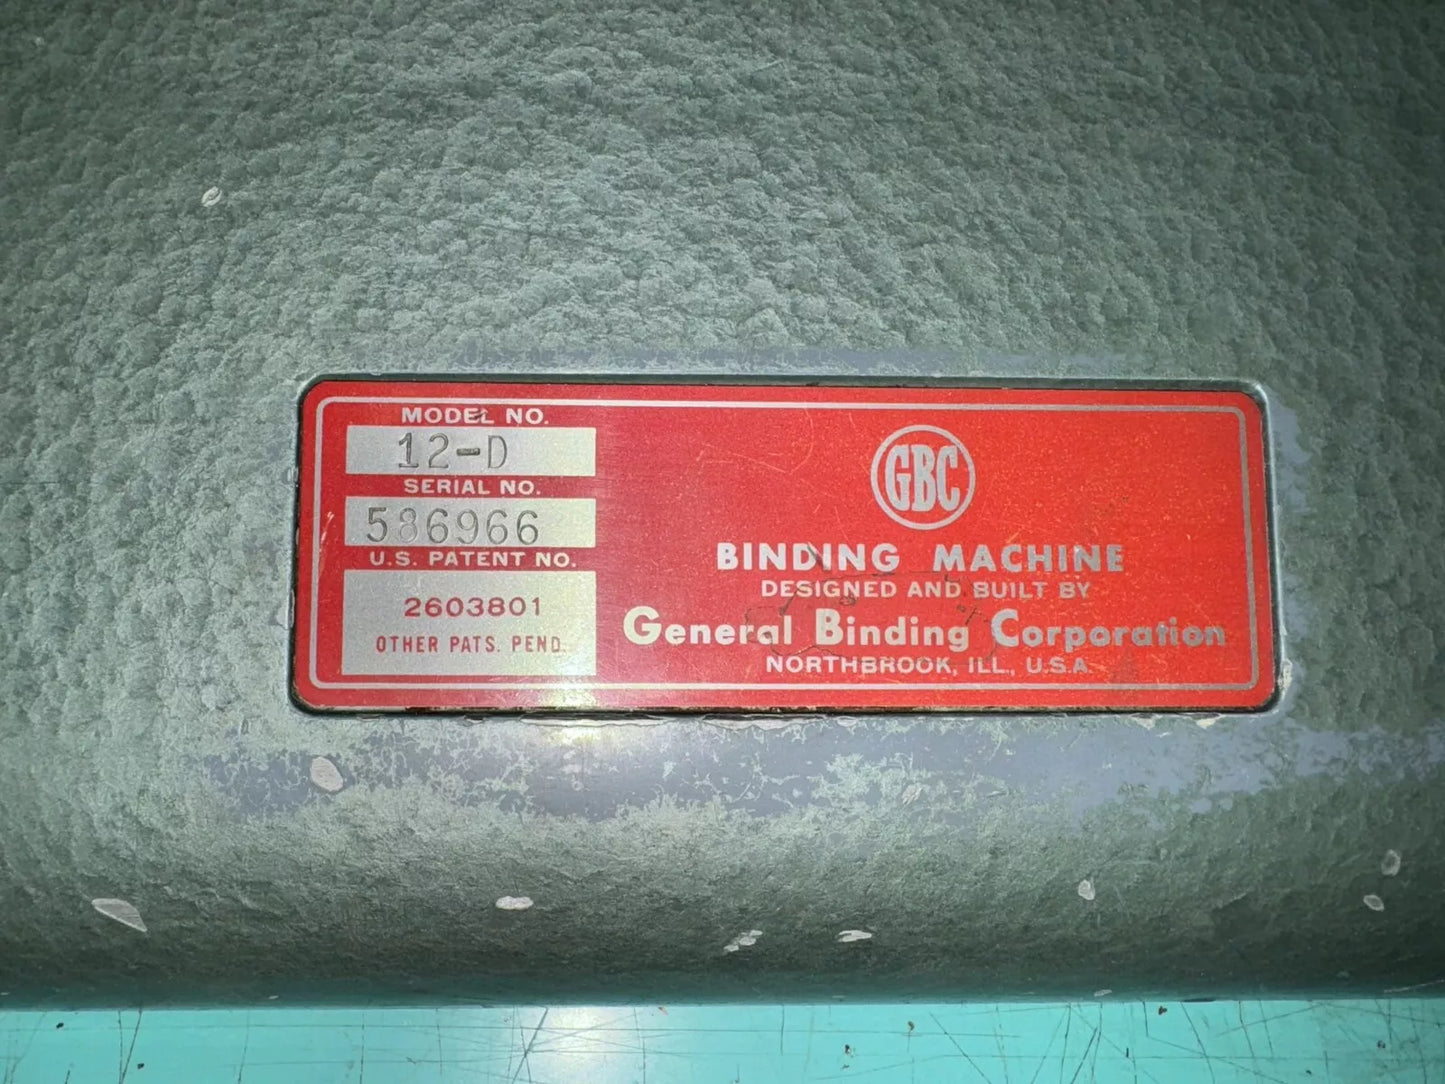 MODEL NO.
12-D
SERIAL NO.
586966
U.S. PATENT NO.
2603801
OTHER PATS. PEND.
GBC
BINDING MACHINE
DESIGNED AND BUILT BY
General Binding Corporation
NORTHBROOK, ILL., U.S.A.